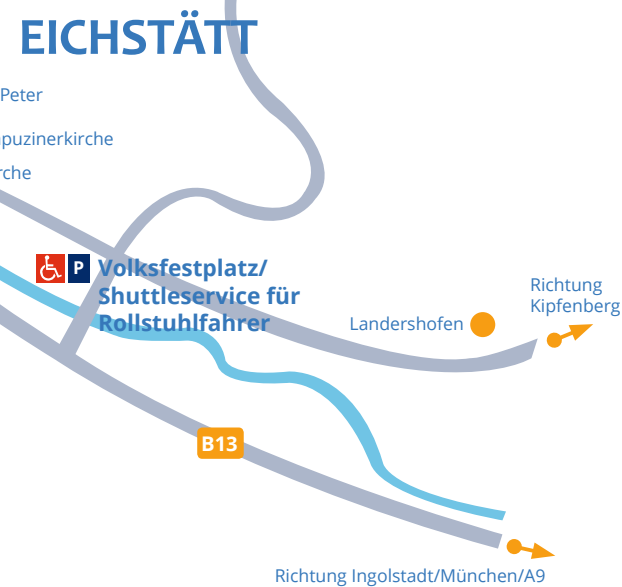 EICHSTÄTT
Peter
puzinerkirche
rche
P
Volksfestplatz/
Shuttleservice für
Rollstuhlfahrer
Richtung
Kipfenberg
Landershofen
B13
Richtung Ingolstadt/München/A9